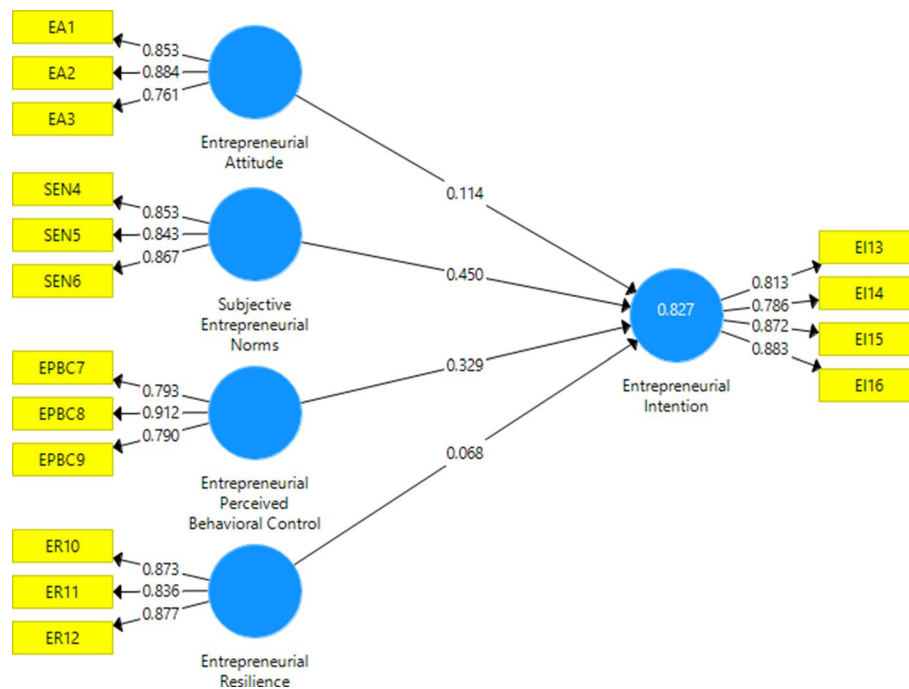 EA1
0.853
EA2
0.884
EA3
0.761
Entrepreneurial
Attitude
0.114
SEN4
0.853
SEN5
0.843
SEN6
0.867
Subjective
Entrepreneurial
Norms
0.450
EPBC7
0.793
EPBC8
0.912
EPBC9
0.790
Entrepreneurial
Perceived
Behavioral Control
0.329
ER10
0.873
ER11
0.836
ER12
0.877
Entrepreneurial
Resilience
0.068
0.827
Entrepreneurial
Intention
0.813
EI13
0.786
EI14
0.872
EI15
0.883
EI16